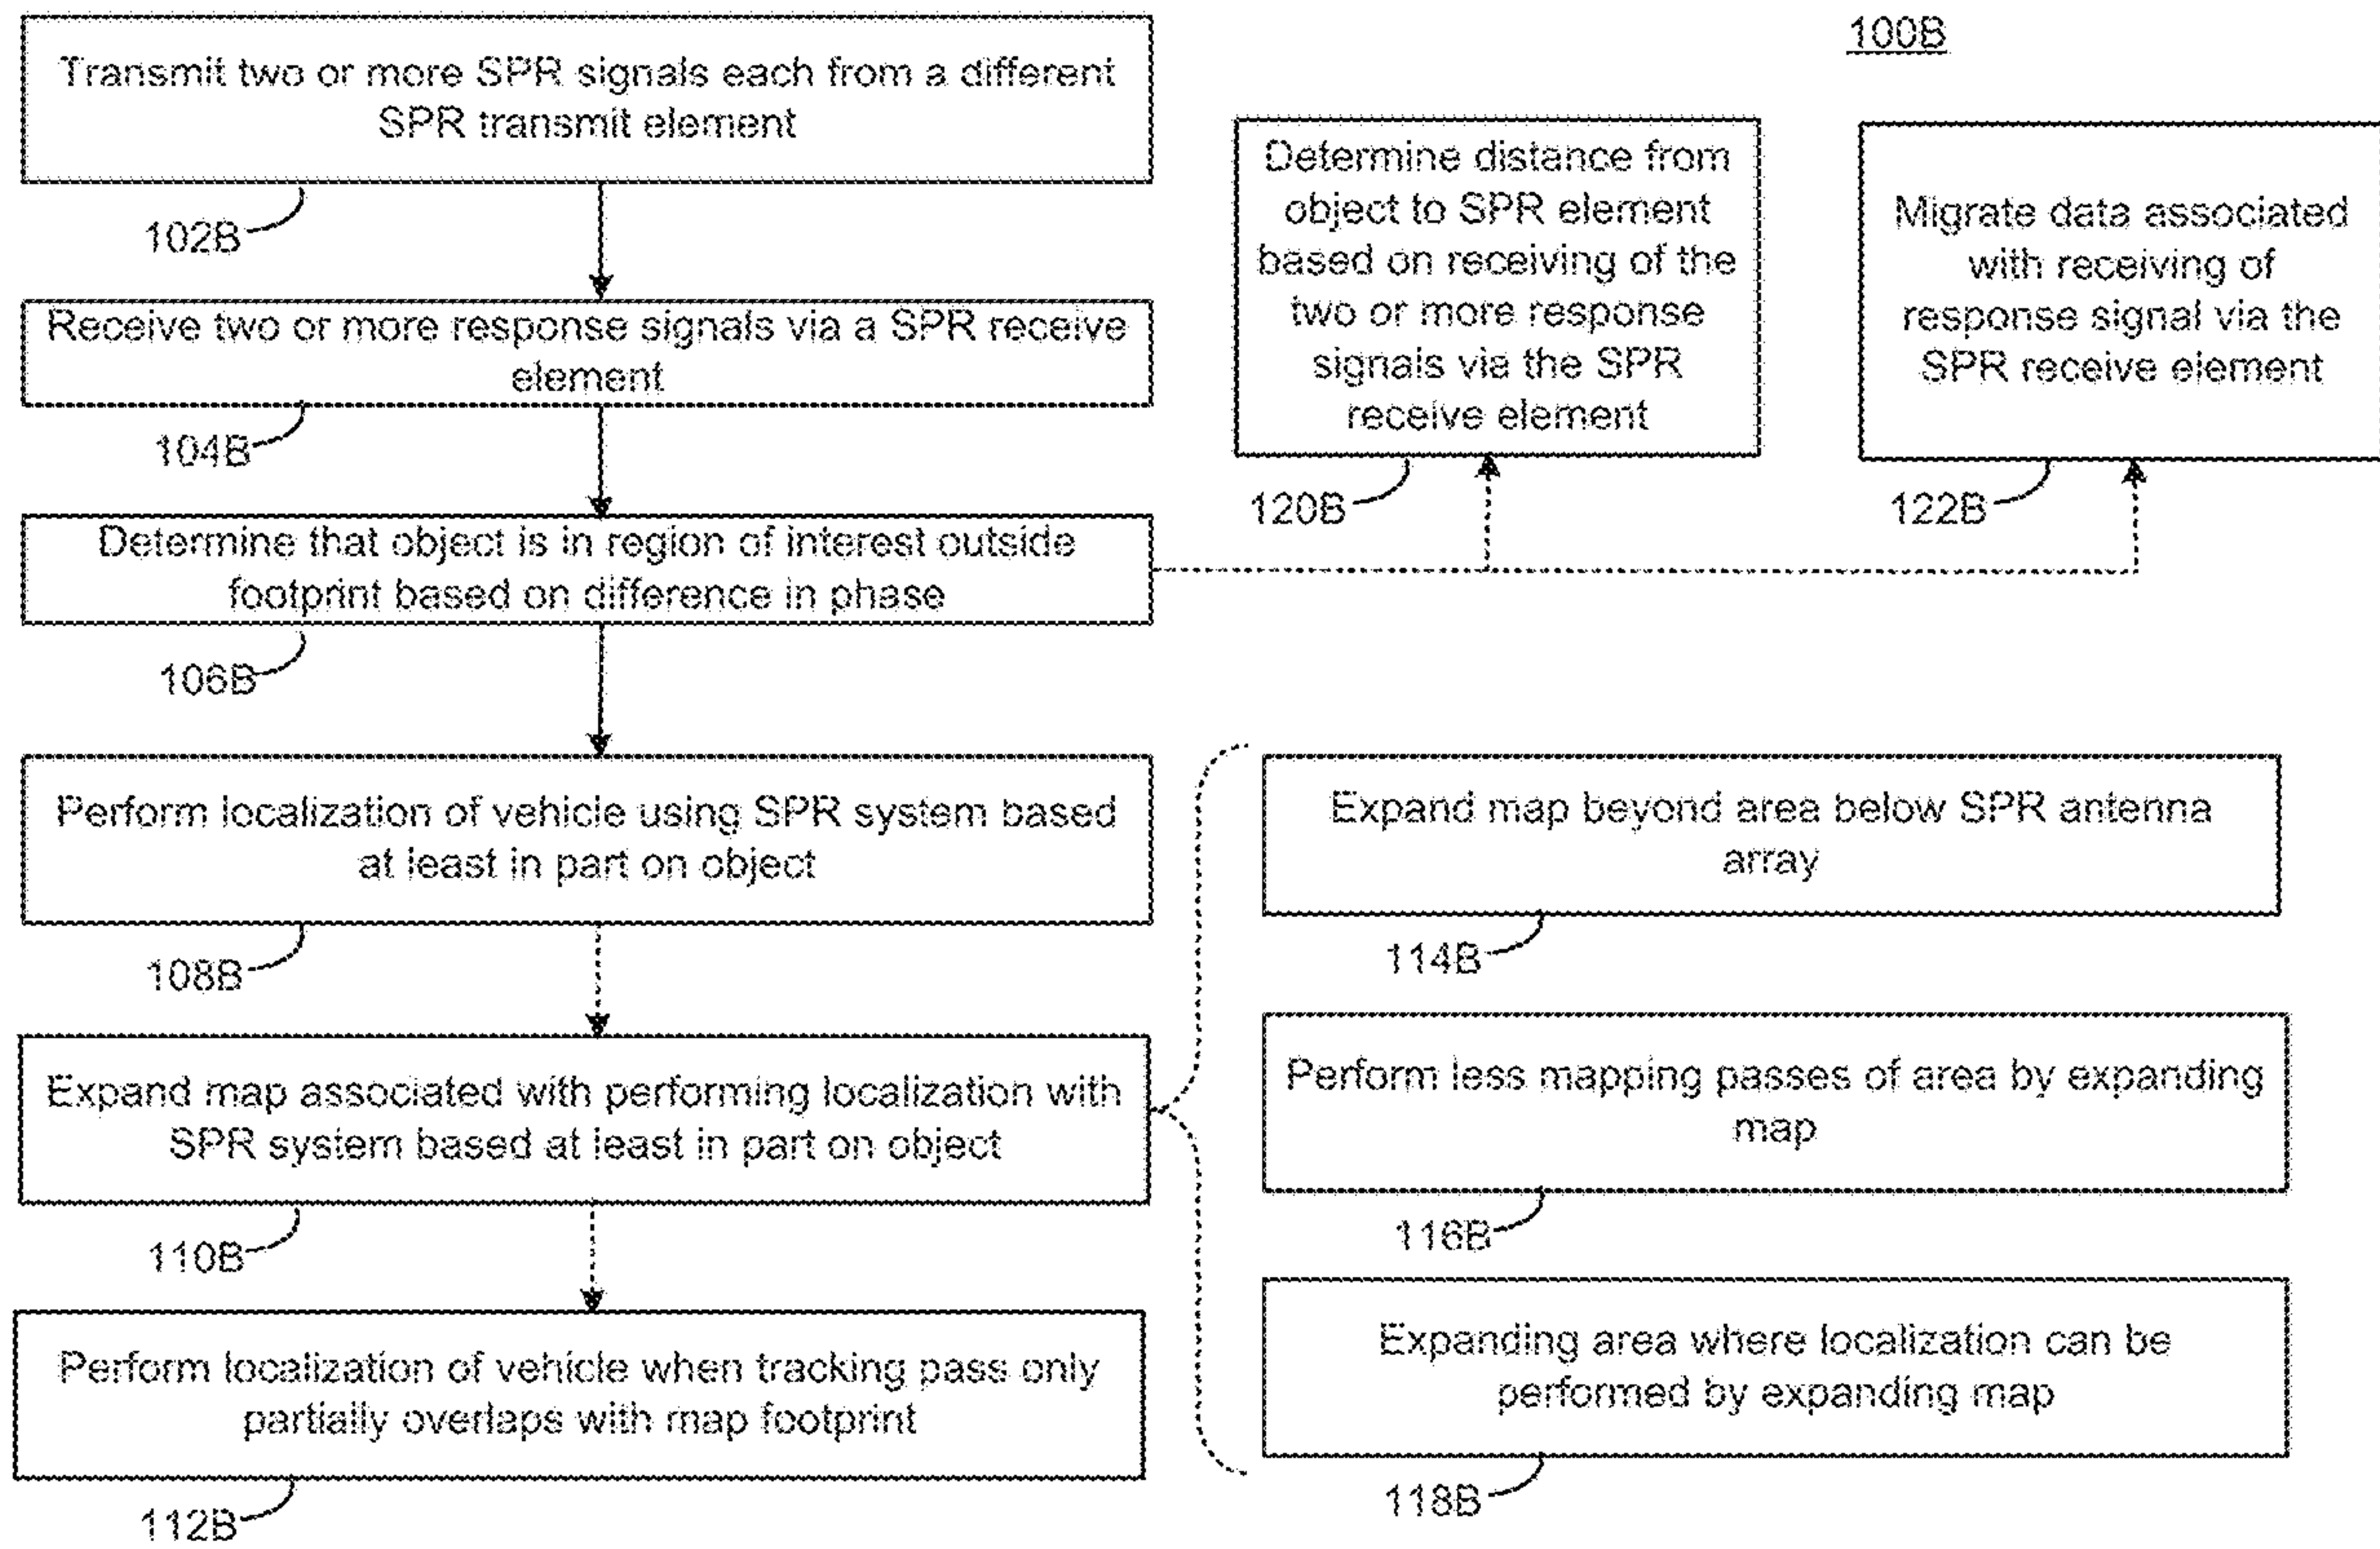 100B
Transmit two or more SPR signals each from a different
SPR transmit element
102B
Receive two or more response signals via a SPR receive
element
104B
Determine that object is in region of interest outside
footprint based on difference in phase
106B
Determine distance from
object to SPR element
based on receiving of the
two or more response
signals via the SPR
receive element
120B
Migrate data associated
with receiving of
response signal via the
SPR receive element
122B
Perform localization of vehicle using SPR system based
at least in part on object
108B
Expand map associated with performing localization with
SPR system based at least in part on object
110B
Perform localization of vehicle when tracking pass only
partially overlaps with map footprint
112B
Expand map beyond area below SPR antenna
array
114B
Perform less mapping passes of area by expanding
map
116B
Expanding area where localization can be
performed by expanding map
118B